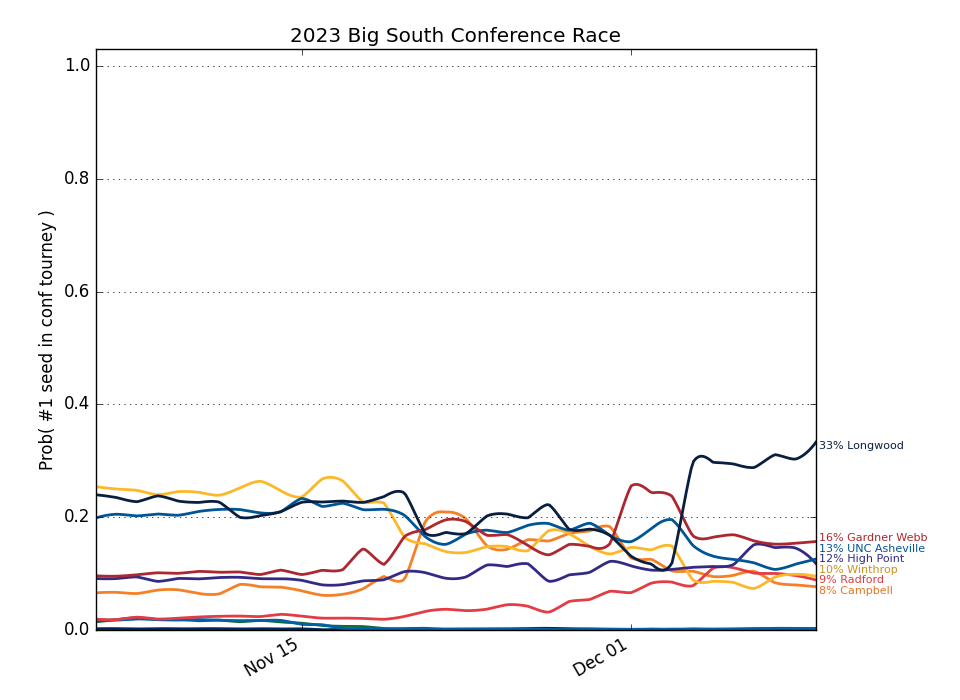 2023 Big South Conference Race
Prob( #1 seed in conf tourney )
1.0
0.8
0.6
0.4
0.2
0.0
Nov 15
Dec 01
33% Longwood
16% Gardner Webb
13% UNC Asheville
12% High Point
10% Winthrop
9% Radford
8% Campbell